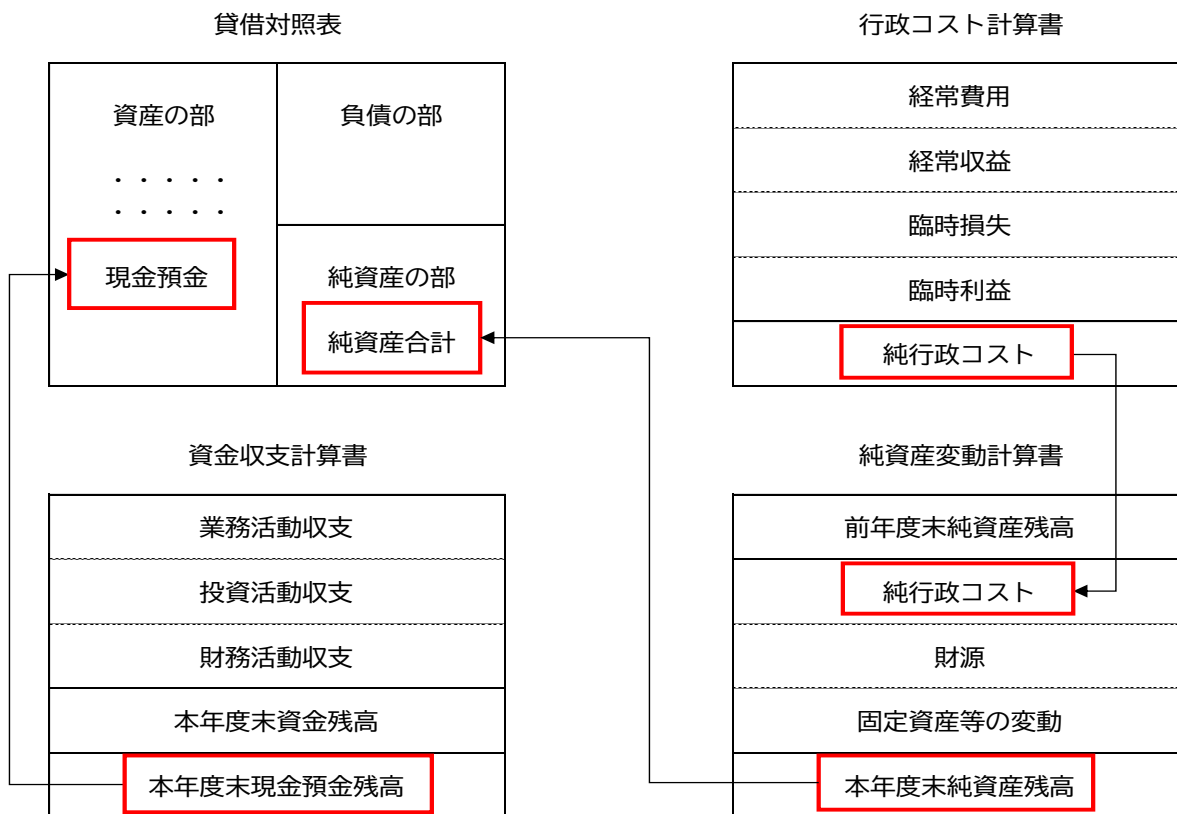 貸借対照表
資産の部
・・・・・
・・・・・
現金預金
負債の部
純資産の部
純資産合計
行政コスト計算書
経常費用
経常収益
臨時損失
臨時利益
純行政コスト
資金収支計算書
業務活動収支
投資活動収支
財務活動収支
本年度末資金残高
本年度末現金預金残高
純資産変動計算書
前年度末純資産残高
純行政コスト
財源
固定資産等の変動
本年度末純資産残高